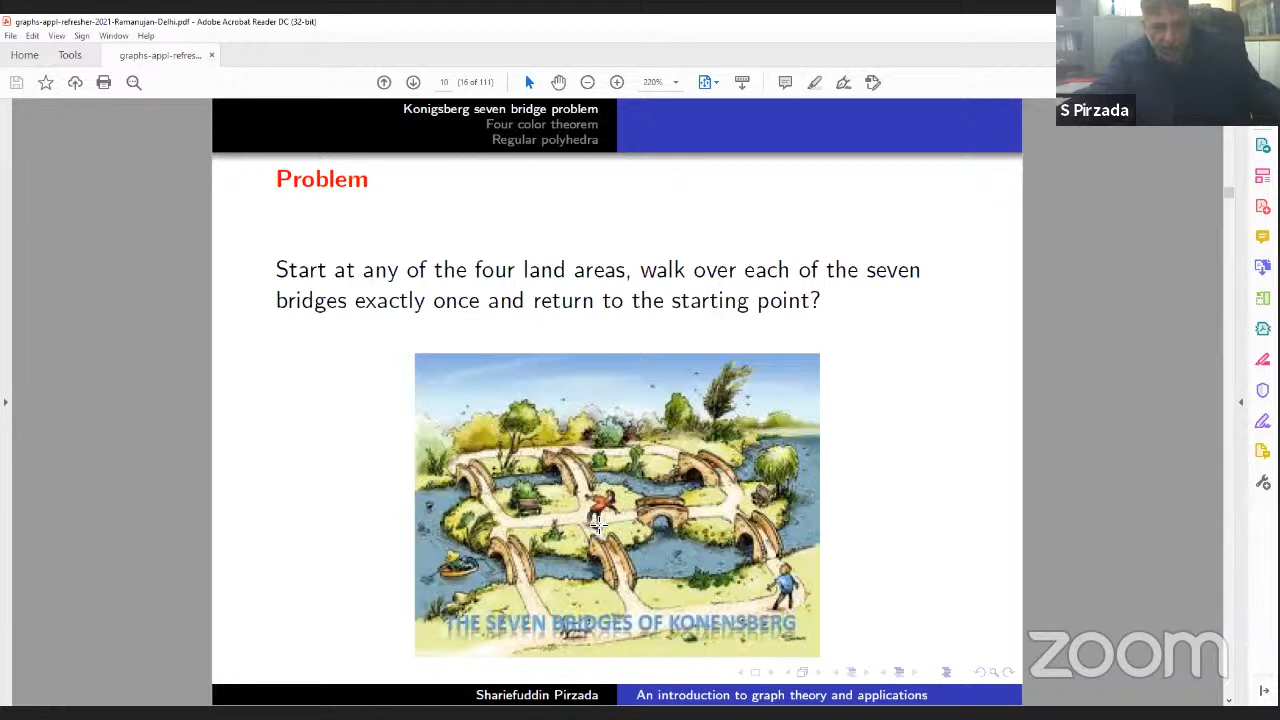 graphs-appl-refresher-2021-Ramanujan-Delhi.pdf - Adobe Acrobat Reader DC (32-bit)
File Edit View Sign Window Help
Home Tools graphs-appl-refres... ×
10 (16 of 111) 220%
S Pirzada
Konigsberg seven bridge problem
Four color theorem
Regular polyhedra
Problem
Start at any of the four land areas, walk over each of the seven
bridges exactly once and return to the starting point?
THE SEVEN BRIDGES OF KONENSBERG
zoom
Shariefuddin Pirzada An introduction to graph theory and applications